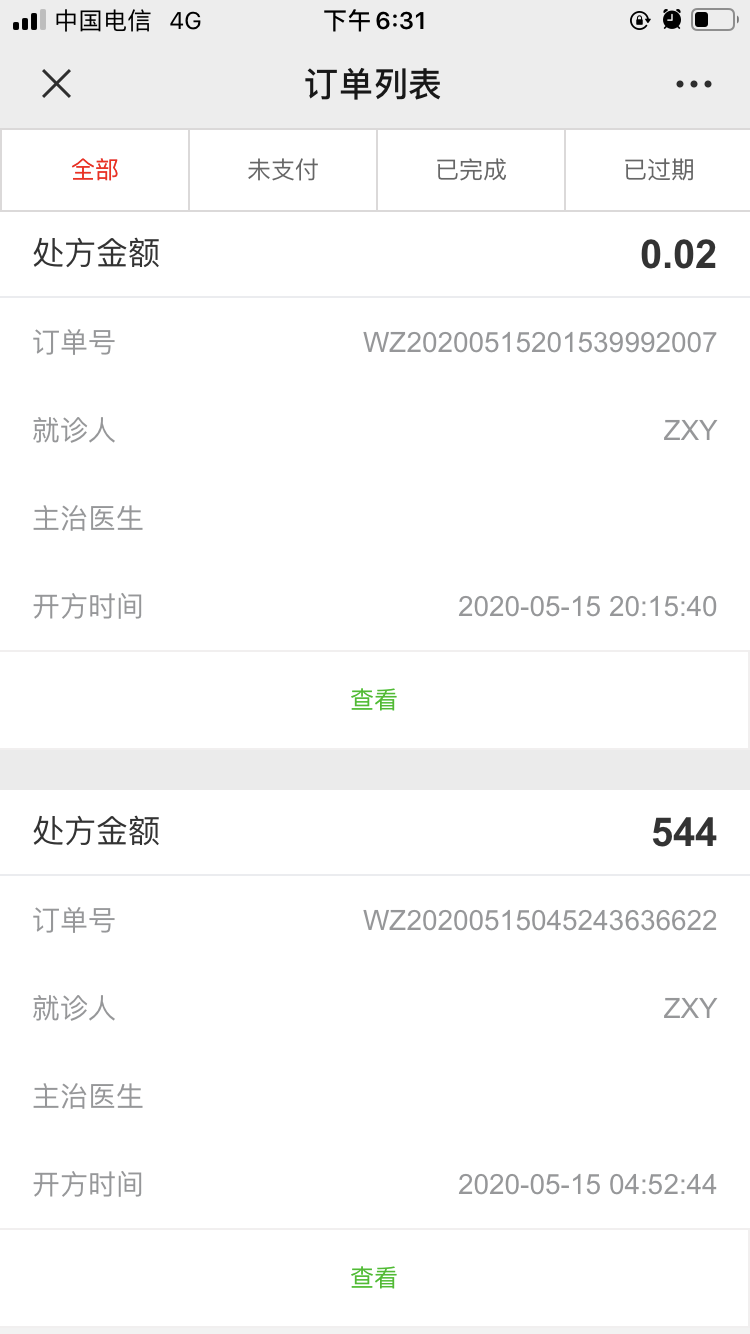 中国电信 4G 下午 6:31
订单列表
全部 未支付 已完成 已过期
处方金额 0.02
订单号 WZ20200515201539992007
就诊人 ZXY
主治医生
开方时间 2020-05-15 20:15:40
查看
处方金额 544
订单号 WZ20200515045243636622
就诊人 ZXY
主治医生
开方时间 2020-05-15 04:52:44
查看